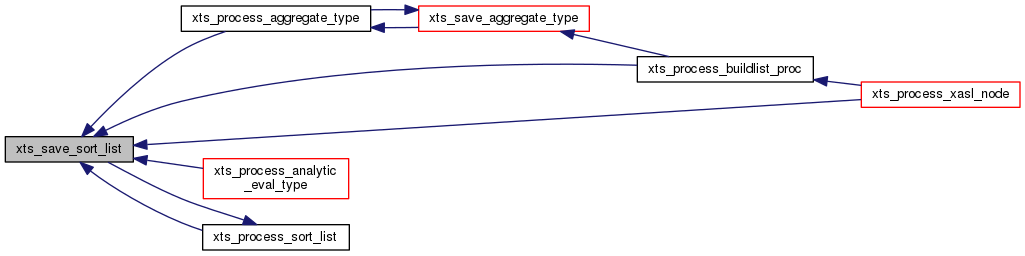 xts_process_aggregate_type
xts_save_aggregate_type
xts_process_buildlist_proc
xts_process_xasl_node
xts_save_sort_list
xts_process_analytic
_eval_type
xts_process_sort_list